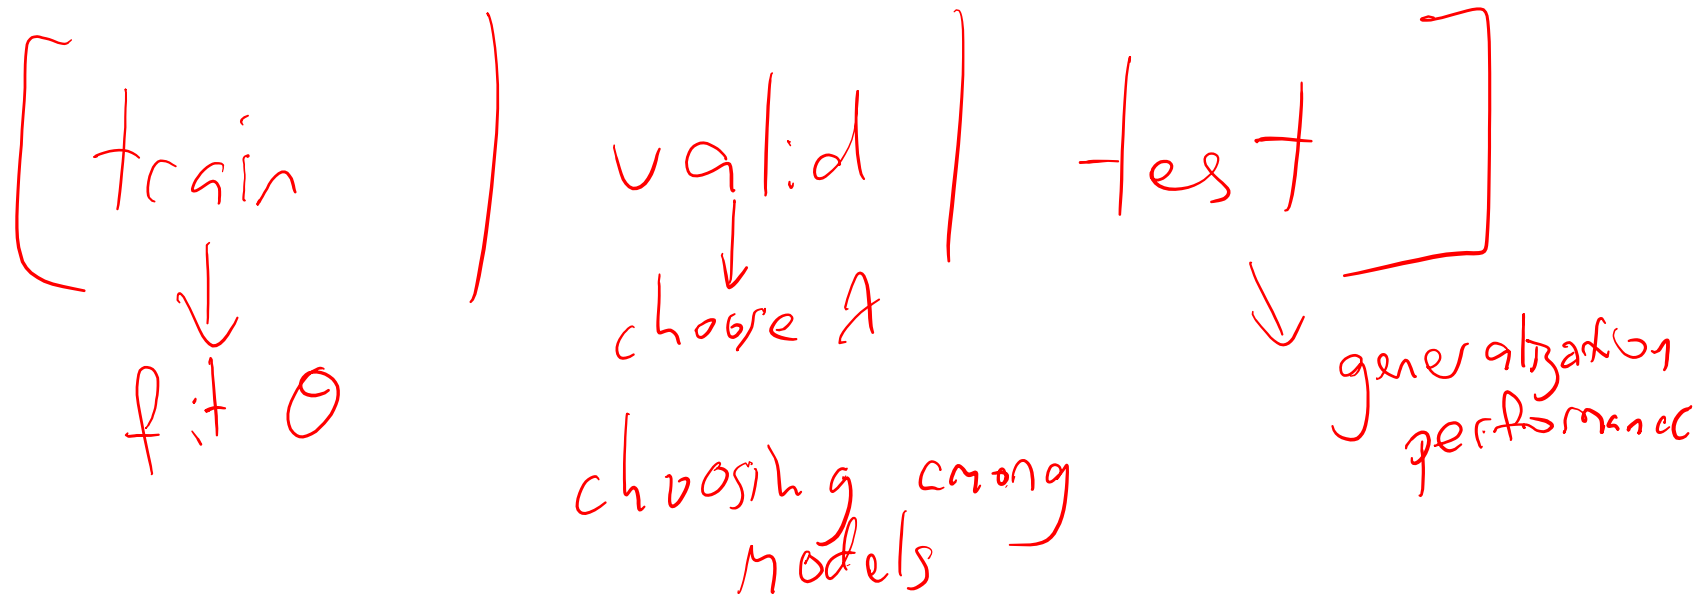 train valid test
fit θ
choose λ
generalization
performance
choosing among
models